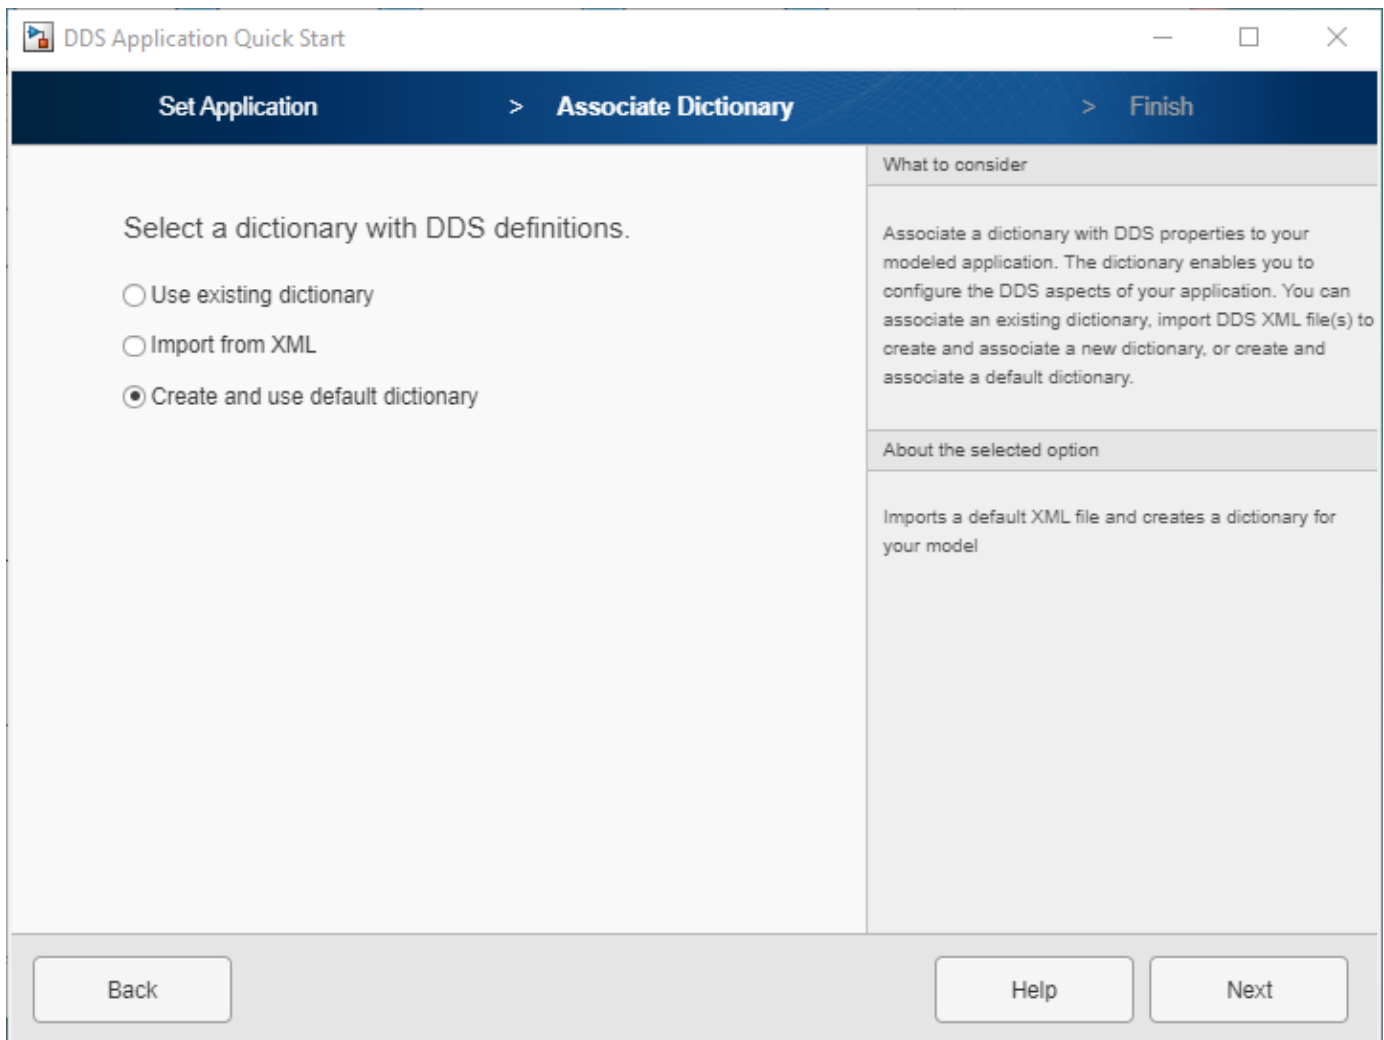 DDS Application Quick Start
Set Application > Associate Dictionary > Finish
Select a dictionary with DDS definitions.
Use existing dictionary
Import from XML
Create and use default dictionary
What to consider
Associate a dictionary with DDS properties to your
modeled application. The dictionary enables you to
configure the DDS aspects of your application. You can
associate an existing dictionary, import DDS XML file(s) to
create and associate a new dictionary, or create and
associate a default dictionary.
About the selected option
Imports a default XML file and creates a dictionary for
your model
Back
Help
Next